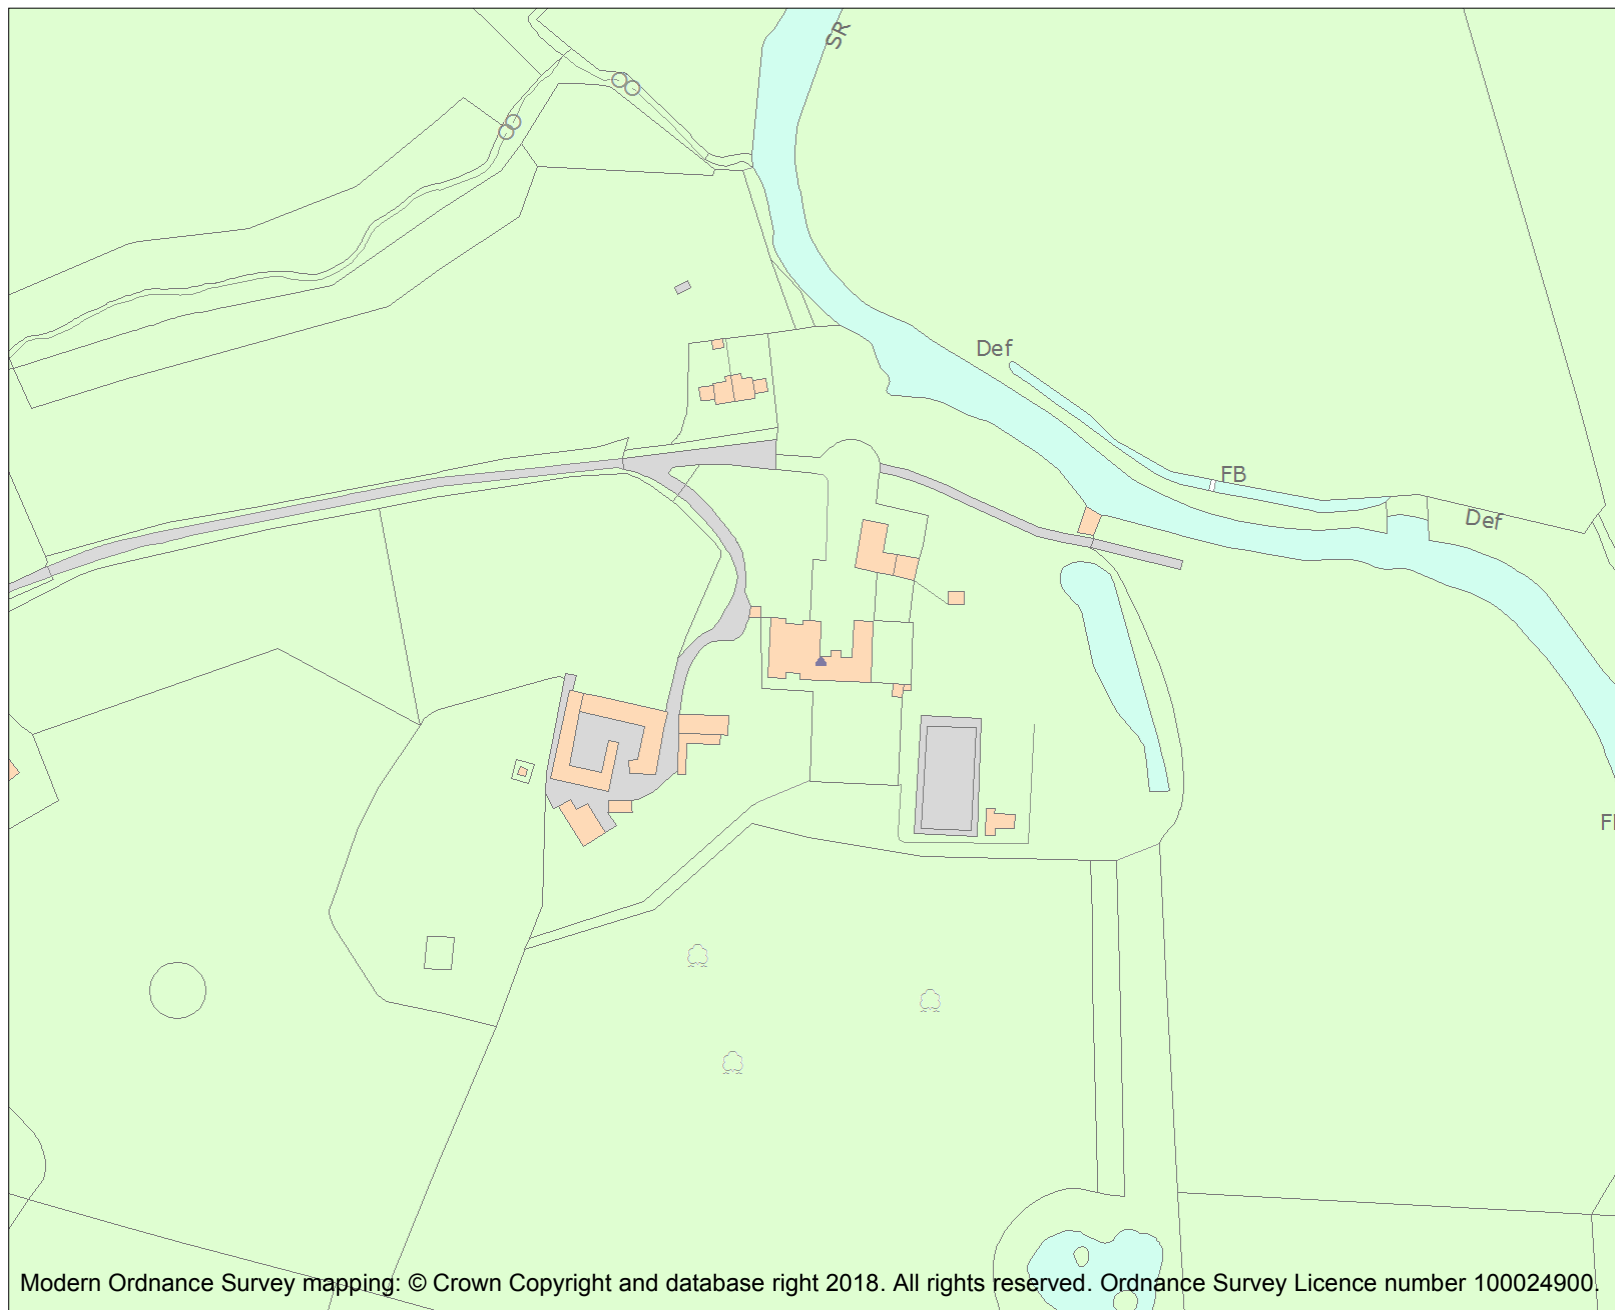 SR
Def
FB
Def
Modern Ordnance Survey mapping: © Crown Copyright and database right 2018. All rights reserved. Ordnance Survey Licence number 100024900.